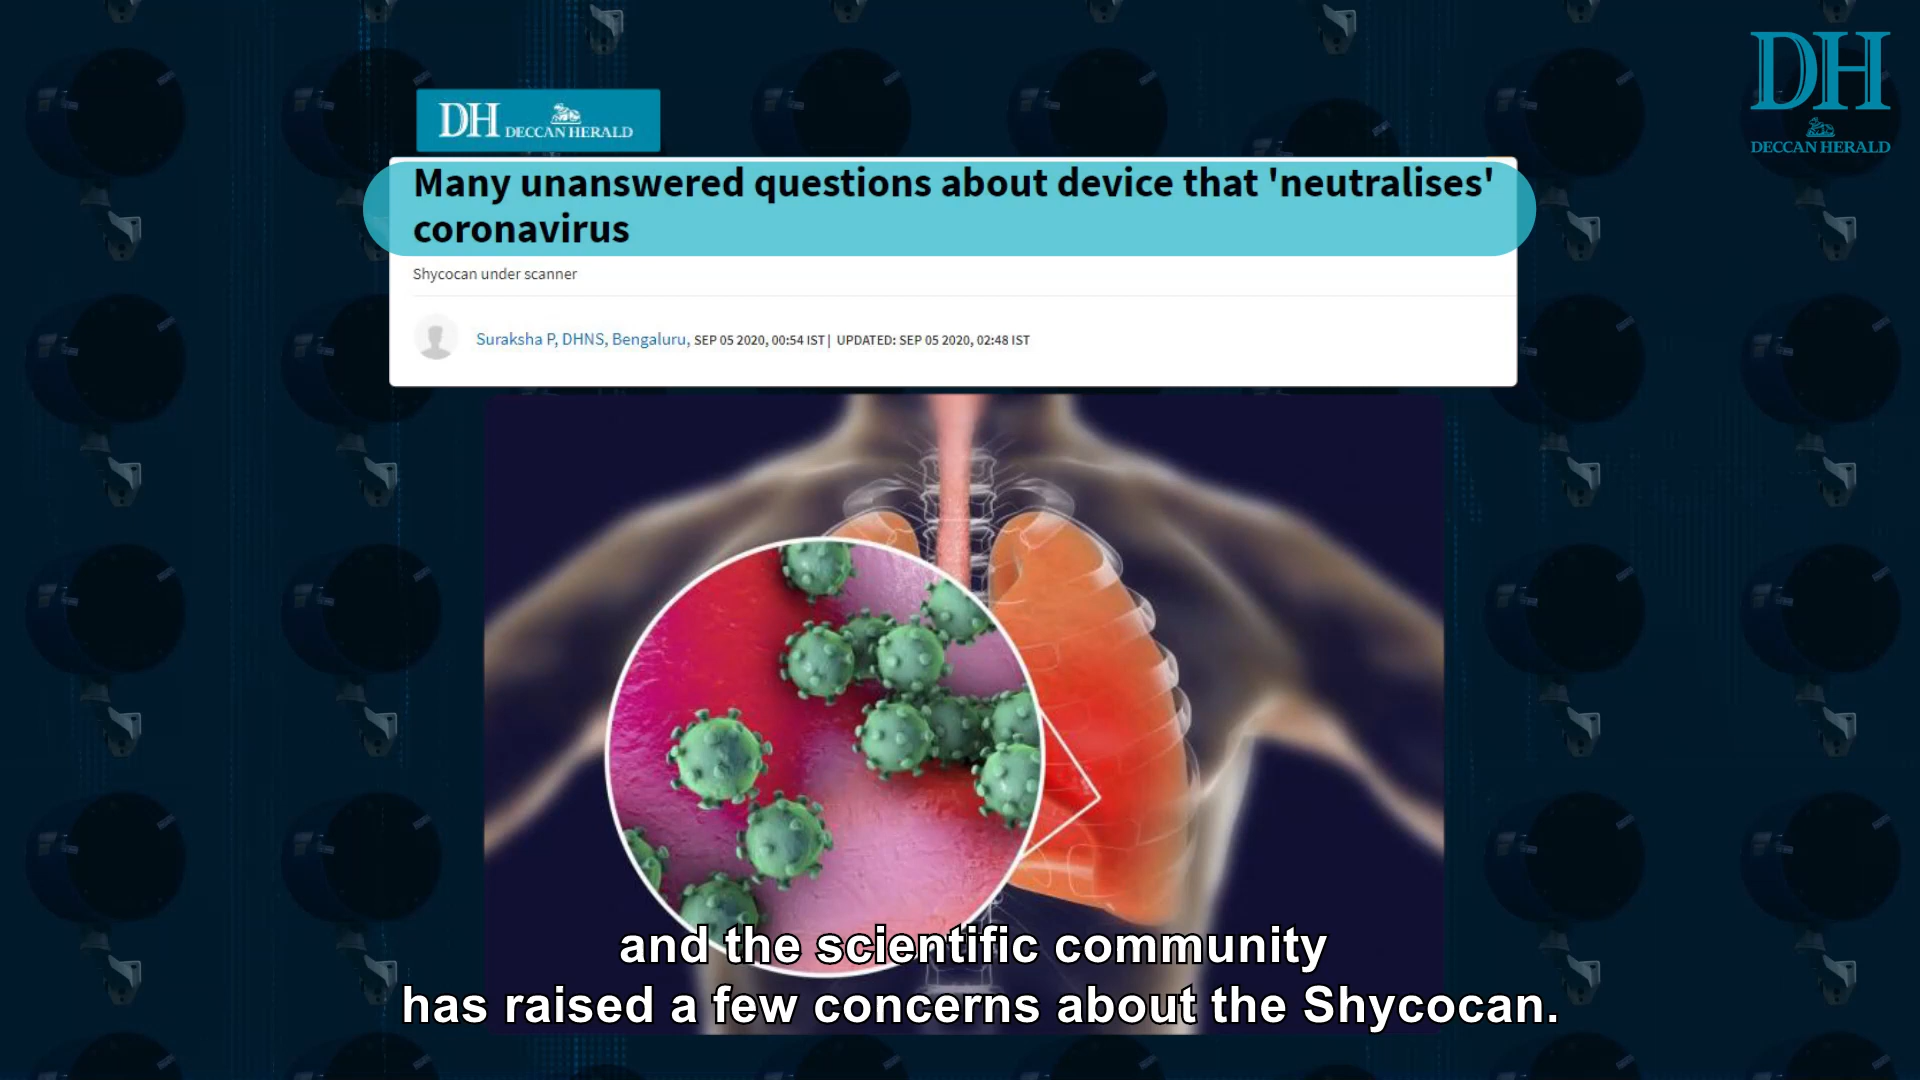 DH
DECCAN HERALD
DH DECCAN HERALD
Many unanswered questions about device that 'neutralises'
coronavirus
Shycocan under scanner
Suraksha P, DHNS, Bengaluru, SEP 05 2020, 00:54 IST | UPDATED: SEP 05 2020, 02:48 IST
and the scientific community
has raised a few concerns about the Shycocan.